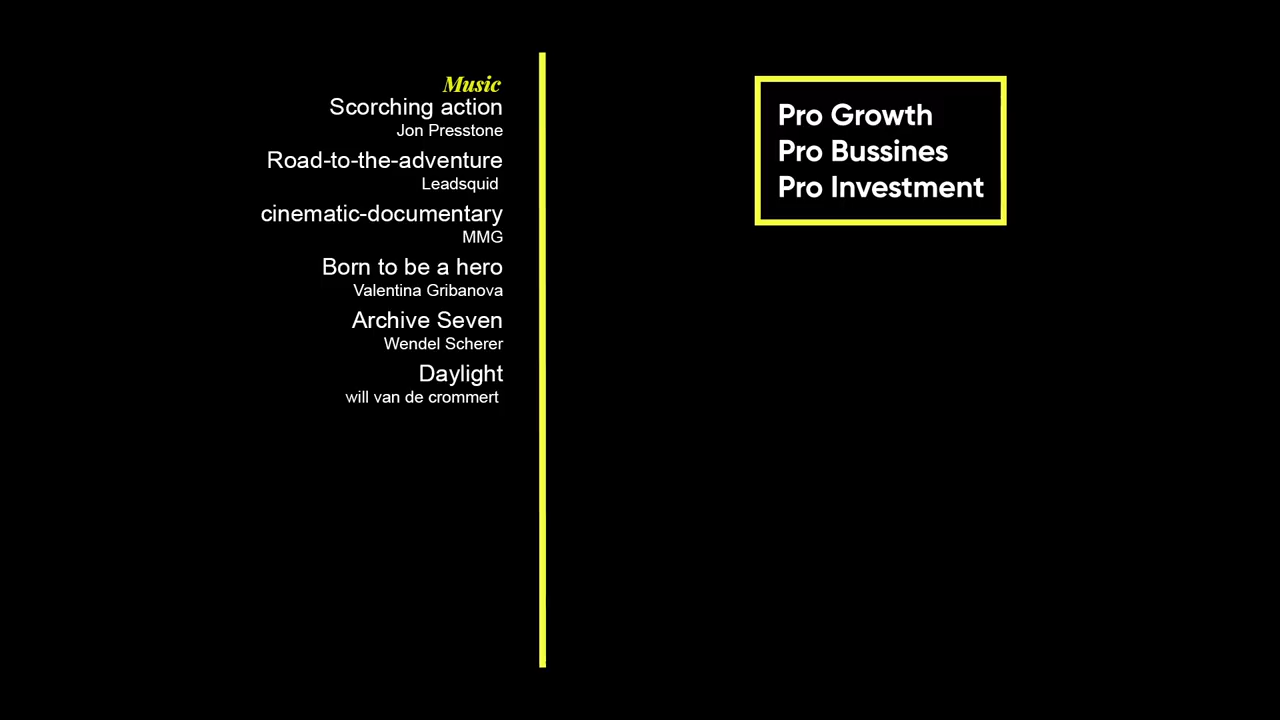 Music
Scorching action
Jon Presstone
Road-to-the-adventure
Leadsquid
cinematic-documentary
MMG
Born to be a hero
Valentina Gribanova
Archive Seven
Wendel Scherer
Daylight
will van de crommert
Pro Growth
Pro Bussines
Pro Investment